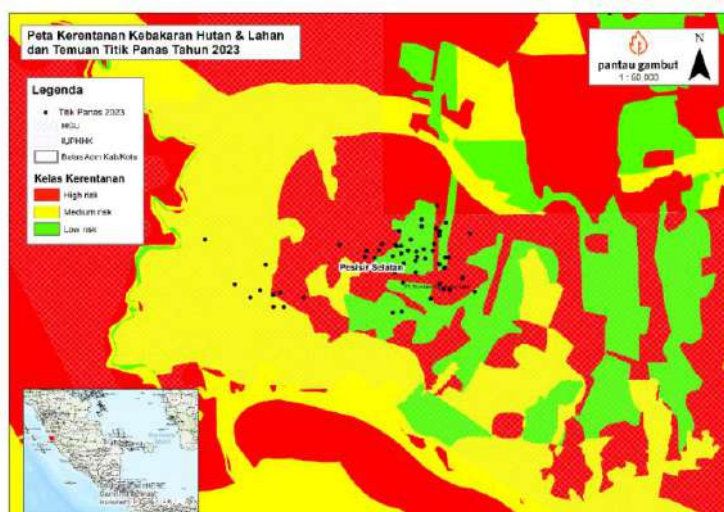 Peta Kerentanan Kebakaran Hutan & Lahan
dan Temuan Titik Panas Tahun 2023
N
pantau gambut
1 : 60.000
Legenda
Titik Panas 2023
HGU
IUPHHK
Batas Adm Kab/Kota
Kelas Kerentanan
High risk
Medium risk
Low risk
Pesisir Selatan